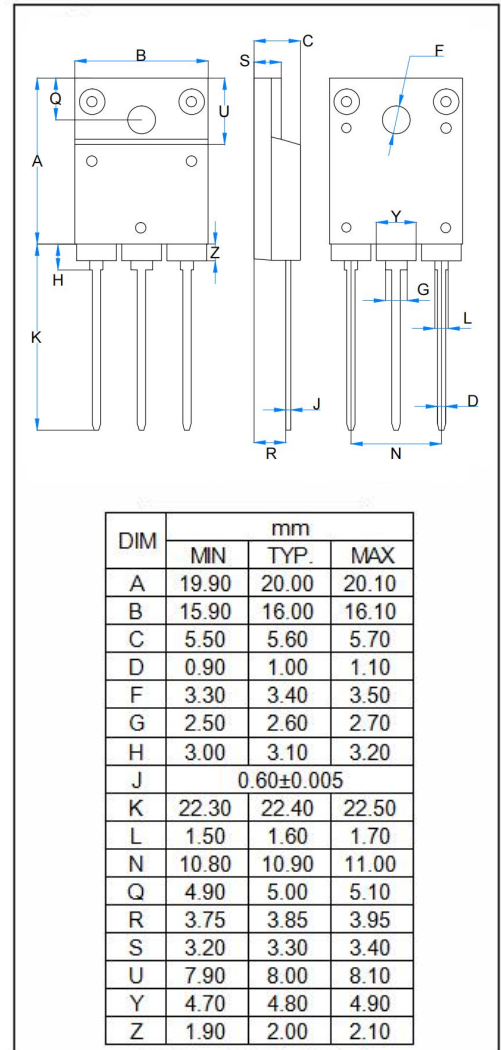 C
S
F
B
Q
U
A
Y
Z
H
G
L
K
J
D
R
N
DIM mm
MIN TYP. MAX
A 19.90 20.00 20.10
B 15.90 16.00 16.10
C 5.50 5.60 5.70
D 0.90 1.00 1.10
F 3.30 3.40 3.50
G 2.50 2.60 2.70
H 3.00 3.10 3.20
J 0.60±0.005
K 22.30 22.40 22.50
L 1.50 1.60 1.70
N 10.80 10.90 11.00
Q 4.90 5.00 5.10
R 3.75 3.85 3.95
S 3.20 3.30 3.40
U 7.90 8.00 8.10
Y 4.70 4.80 4.90
Z 1.90 2.00 2.10